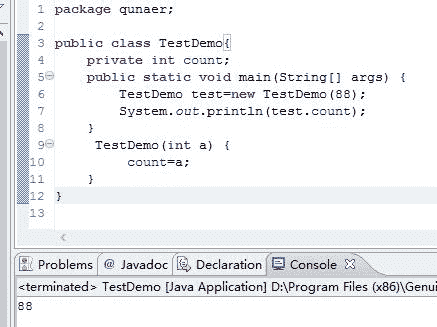 1 package qunaer;
2
3 public class TestDemo{
4 private int count;
5 public static void main(String[] args) {
6 TestDemo test=new TestDemo(88);
7 System.out.println(test.count);
8 }
9 TestDemo(int a) {
10 count=a;
11 }
12 }
13
Problems @ Javadoc Declaration Console
<terminated> TestDemo [Java Application] D:\Program Files (x86)\Genui
88